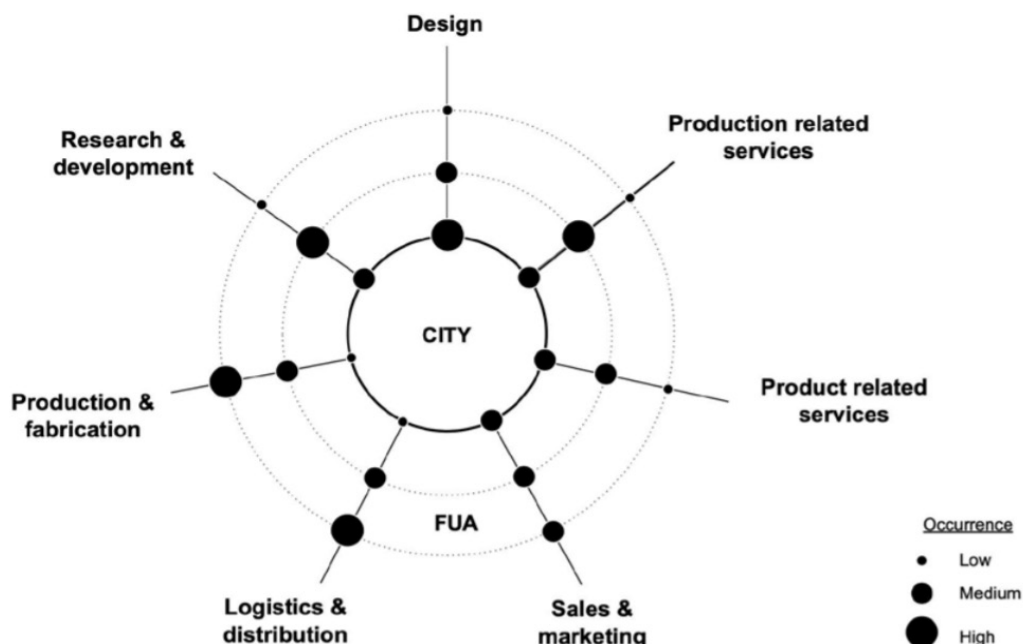 Design
Production related
services
Research &
development
CITY
Product related
services
Production &
fabrication
FUA
Occurrence
Low
Medium
High
Logistics &
distribution
Sales &
marketing